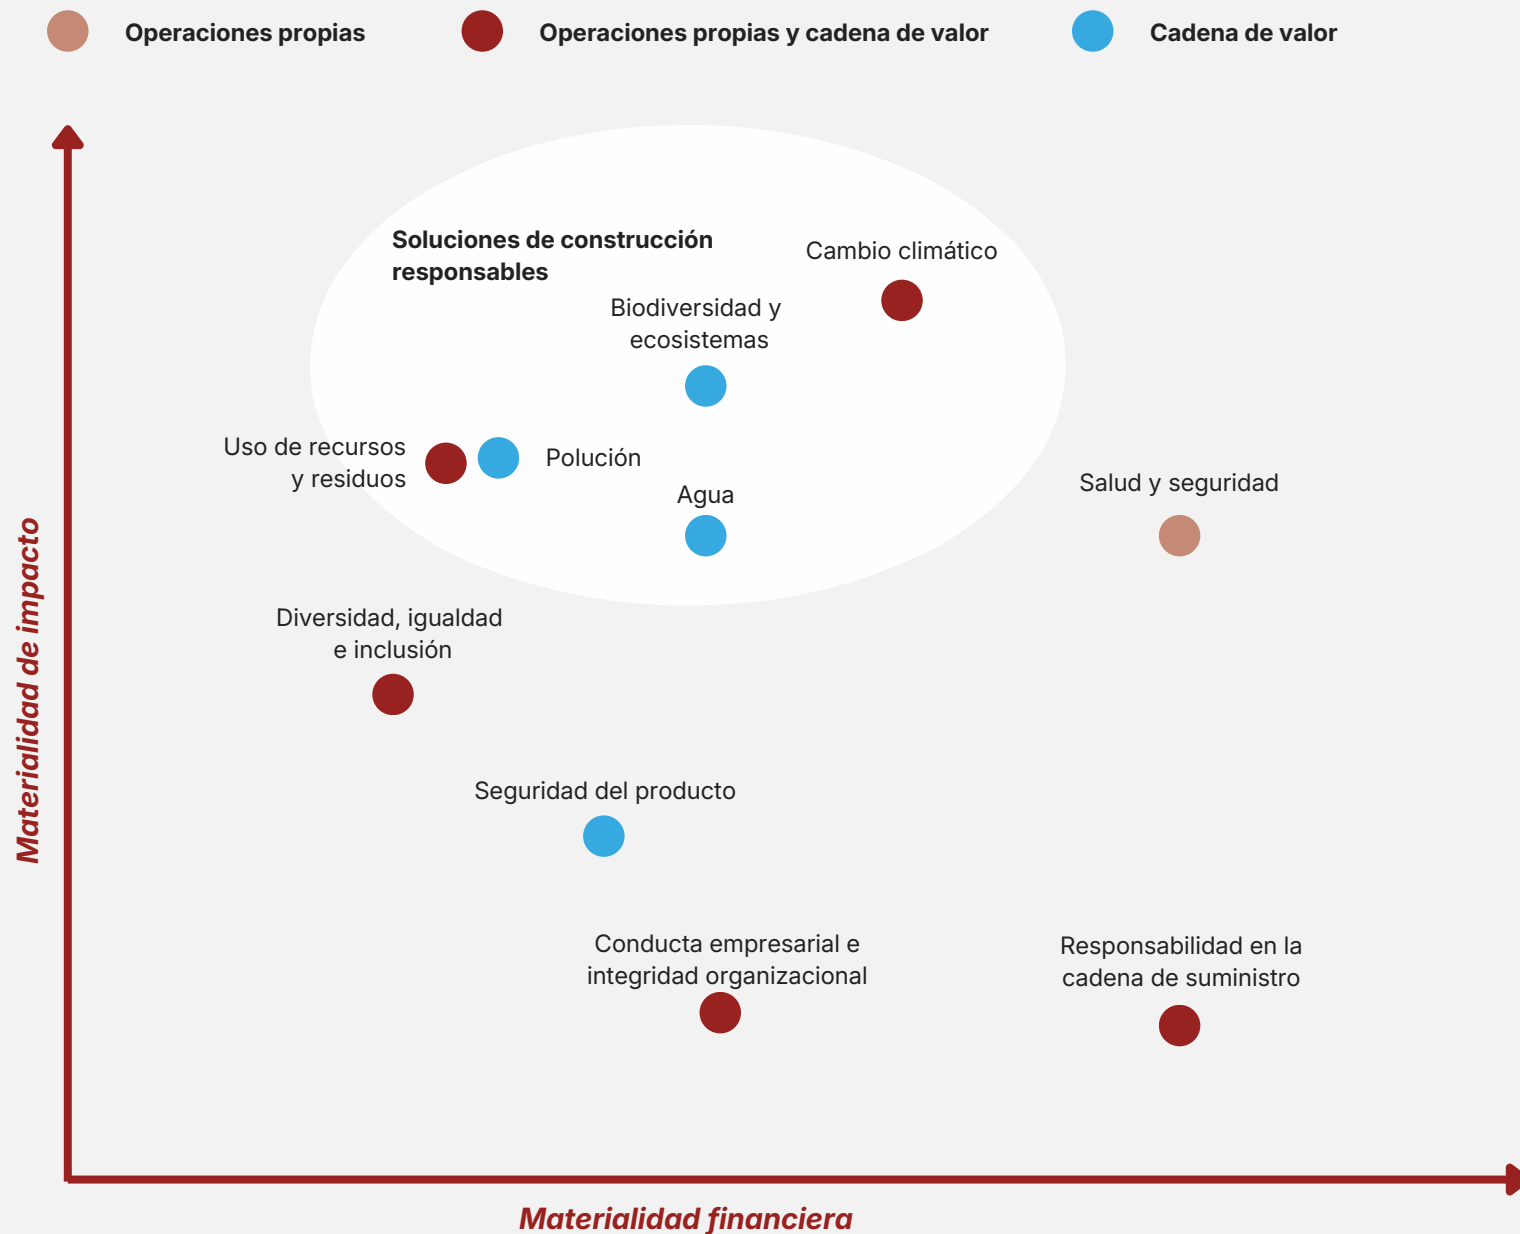 Operaciones propias
Operaciones propias y cadena de valor
Cadena de valor
Soluciones de construcción
responsables
Cambio climático
Biodiversidad y
ecosistemas
Uso de recursos
y residuos
Polución
Agua
Salud y seguridad
Diversidad, igualdad
e inclusión
Seguridad del producto
Conducta empresarial e
integridad organizacional
Responsabilidad en la
cadena de suministro
Materialidad de impacto
Materialidad financiera